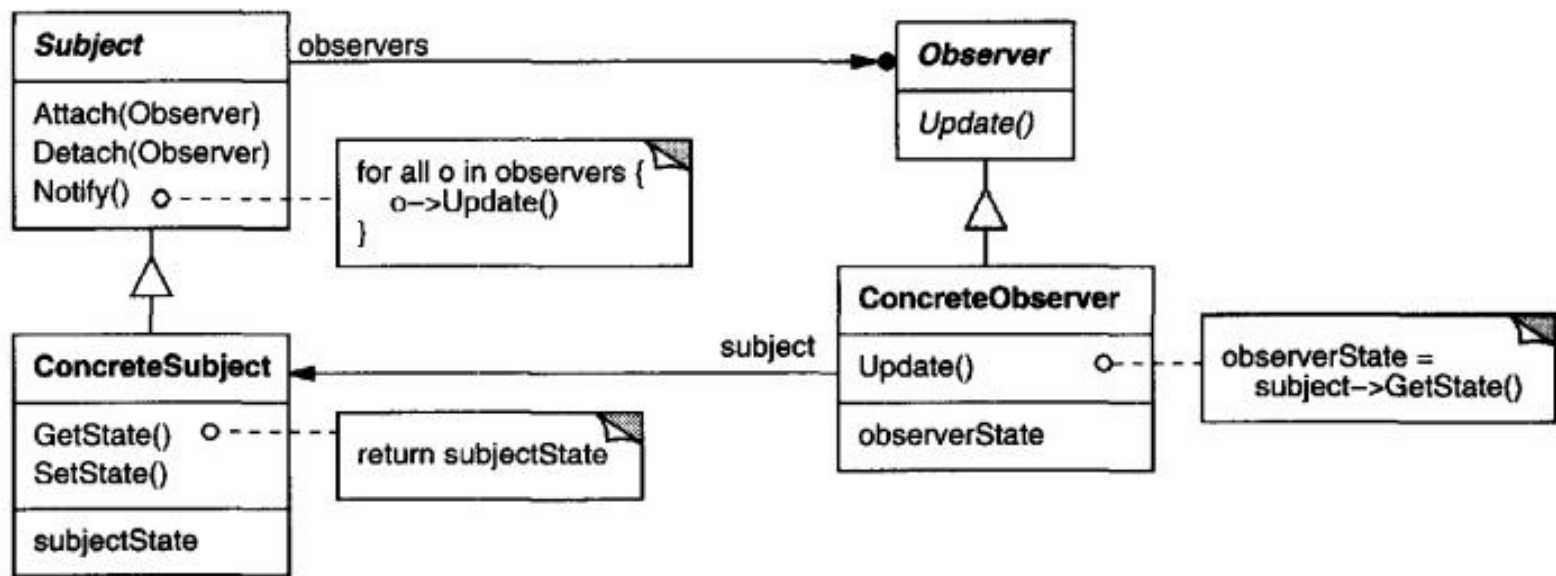 Subject
Attach(Observer)
Detach(Observer)
Notify()
observers
for all o in observers {
o->Update()
}
Observer
Update()
ConcreteSubject
GetState()
SetState()
subjectState
return subjectState
subject
ConcreteObserver
Update()
observerState
observerState =
subject->GetState()